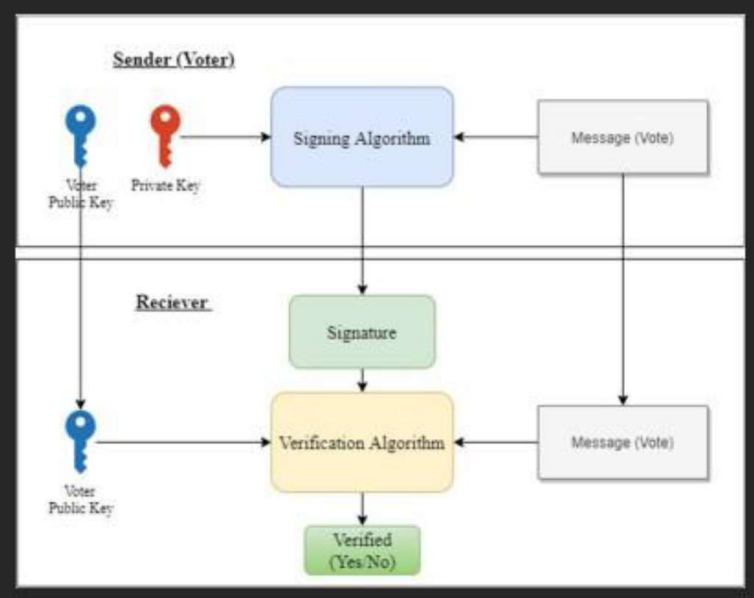 Sender (Voter)
Signing Algorithm
Message (Vote)
Voter
Public Key
Private Key
Reciever
Signature
Verification Algorithm
Message (Vote)
Voter
Public Key
Verified
(Yes/No)